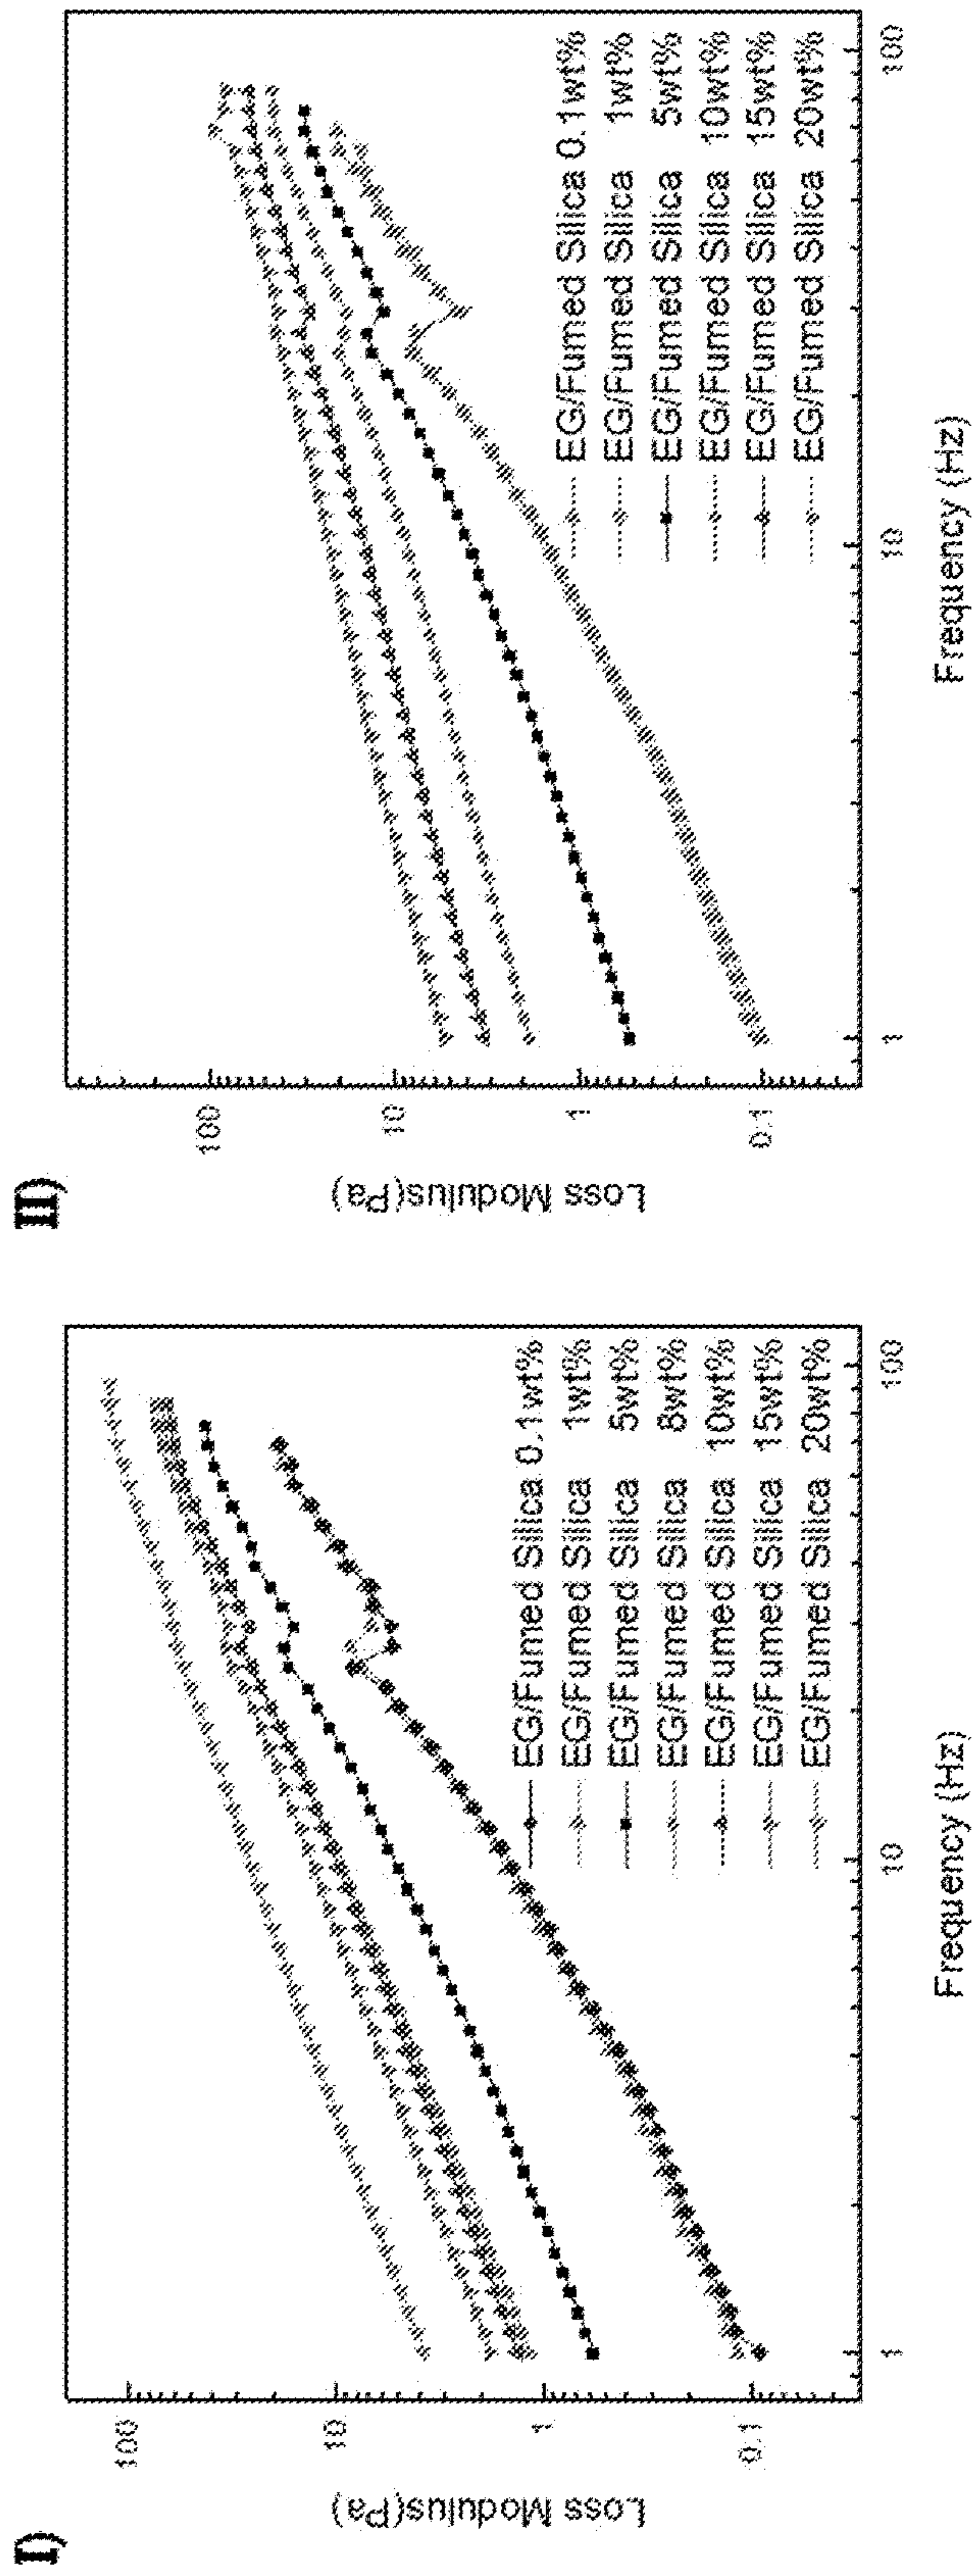 I)
Loss Modulus(Pa)
100
10
1
0.1
EG/Fumed Silica 0.1wt%
EG/Fumed Silica 1wt%
EG/Fumed Silica 5wt%
EG/Fumed Silica 8wt%
EG/Fumed Silica 10wt%
EG/Fumed Silica 15wt%
EG/Fumed Silica 20wt%
1
10
100
Frequency (Hz)
II)
Loss Modulus(Pa)
100
10
1
0.1
EG/Fumed Silica 0.1wt%
EG/Fumed Silica 1wt%
EG/Fumed Silica 5wt%
EG/Fumed Silica 10wt%
EG/Fumed Silica 15wt%
EG/Fumed Silica 20wt%
1
10
100
Frequency (Hz)